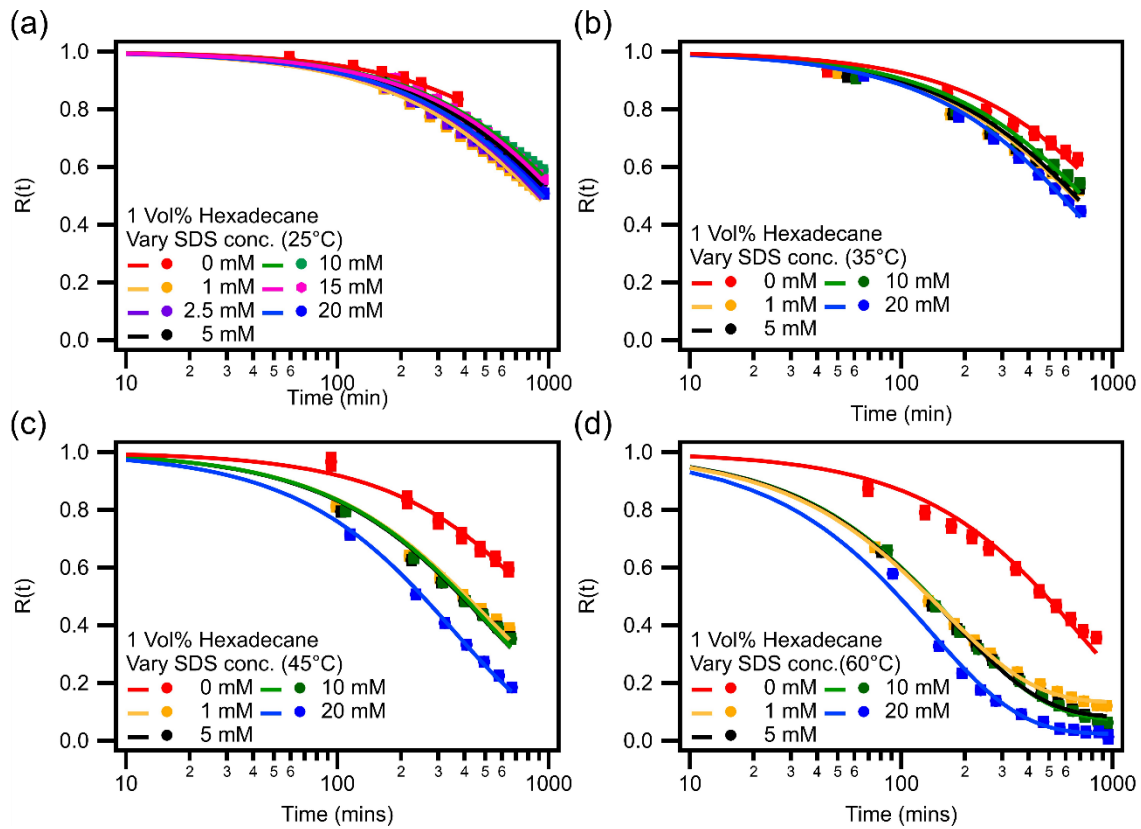 (a)
1.0
0.8
0.6
0.4
0.2
0.0
R(t)
1 Vol% Hexadecane
Vary SDS conc. (25°C)
0 mM 10 mM
1 mM 15 mM
2.5 mM 20 mM
5 mM
10 2 3 4 5 6 100 2 3 4 5 6 1000
Time (min)
(b)
1.0
0.8
0.6
0.4
0.2
0.0
R(t)
1 Vol% Hexadecane
Vary SDS conc. (35°C)
0 mM 10 mM
1 mM 20 mM
5 mM
10 2 3 4 5 6 100 2 3 4 5 6 1000
Time (min)
(c)
1.0
0.8
0.6
0.4
0.2
0.0
R(t)
1 Vol% Hexadecane
Vary SDS conc. (45°C)
0 mM 10 mM
1 mM 20 mM
5 mM
10 2 3 4 5 6 100 2 3 4 5 6 1000
Time (mins)
(d)
1.0
0.8
0.6
0.4
0.2
0.0
R(t)
1 Vol% Hexadecane
Vary SDS conc.(60°C)
0 mM 10 mM
1 mM 20 mM
5 mM
10 2 3 4 5 6 100 2 3 4 5 6 1000
Time (mins)